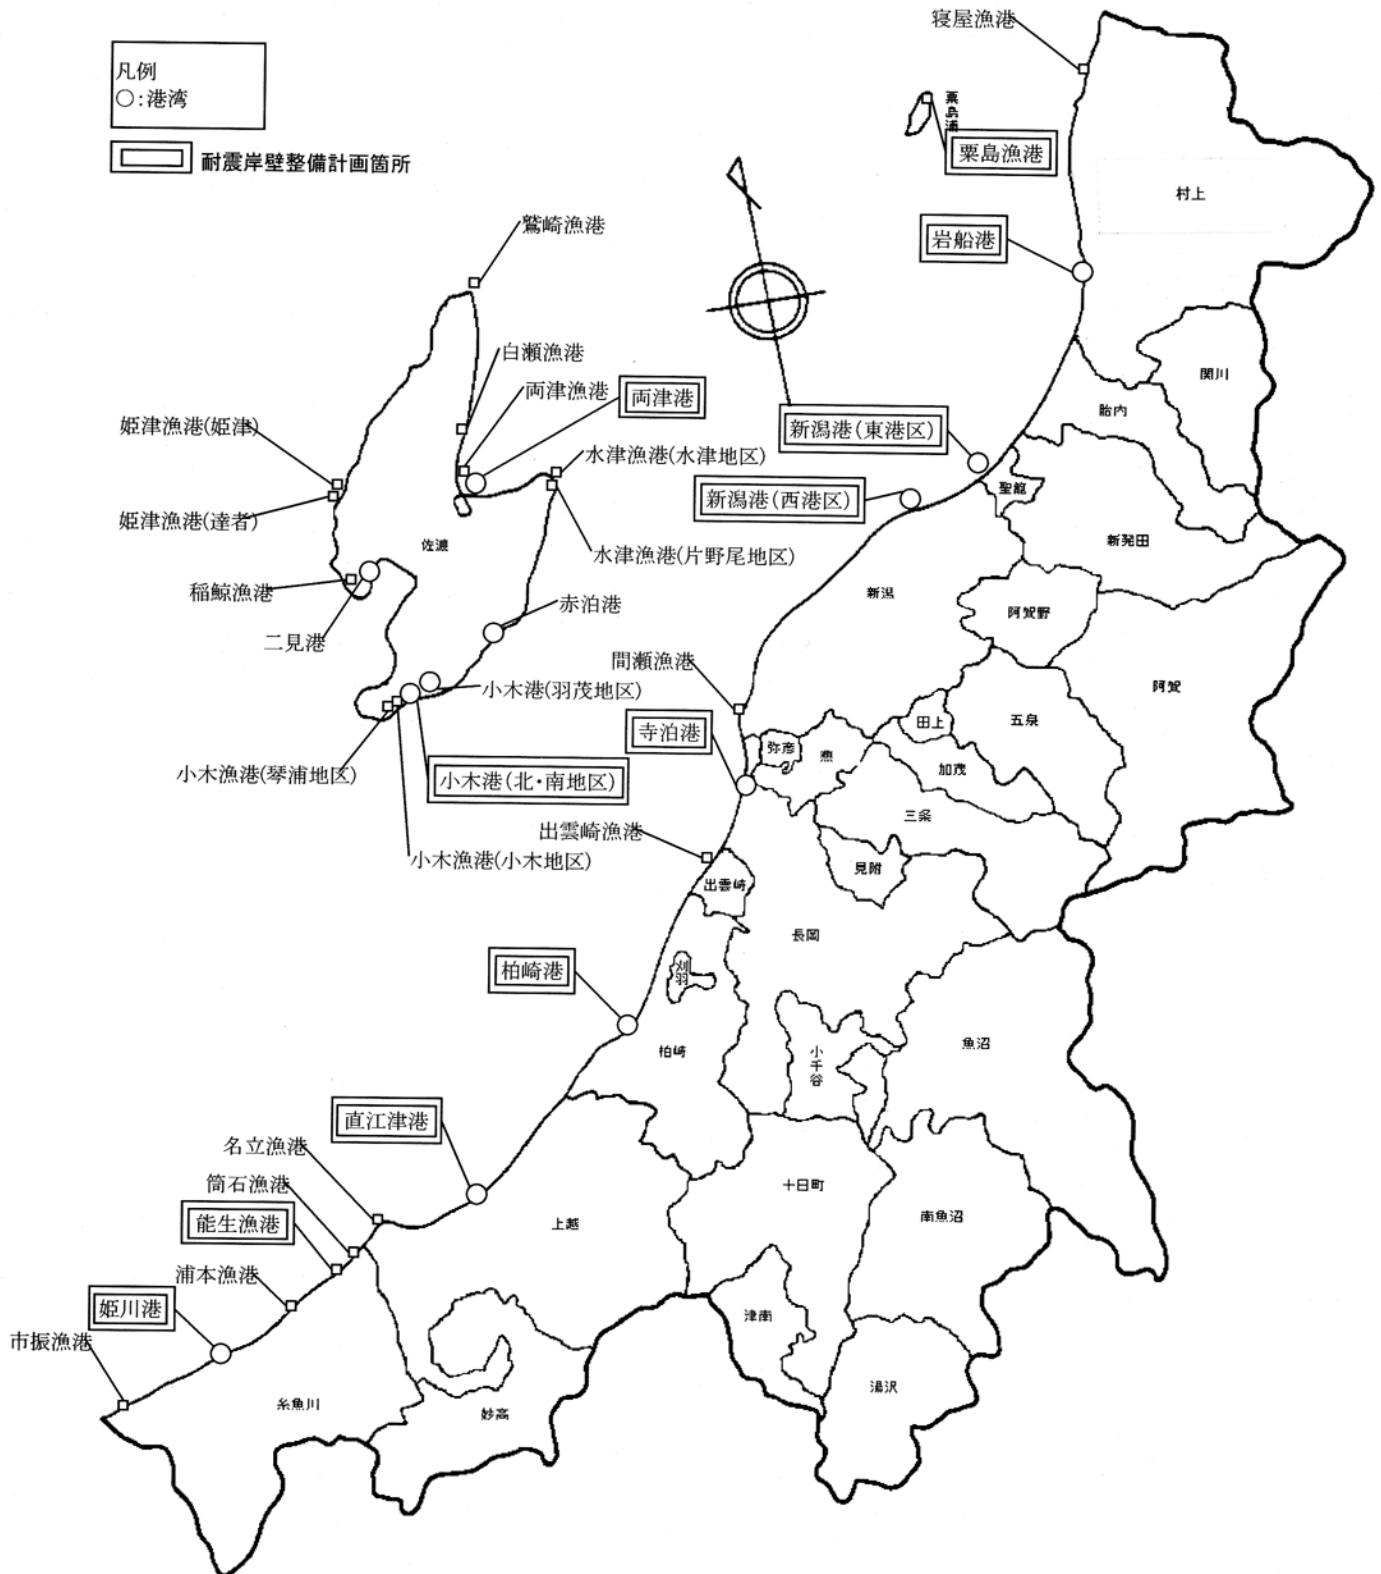 凡例
○:港湾
耐震岸壁整備計画箇所
寝屋漁港
粟島浦
粟島漁港
村上
岩船港
鷲崎漁港
関川
白瀬漁港
両津漁港
両津港
胎内
姫津漁港(姫津)
水津漁港(水津地区)
新潟港(東港区)
聖籠
新潟港(西港区)
姫津漁港(達者)
佐渡
水津漁港(片野尾地区)
新発田
稲鯨漁港
新潟
赤泊港
阿賀野
二見港
間瀬漁港
小木港(羽茂地区)
阿賀
田上
五泉
寺泊港
弥彦
燕
小木漁港(琴浦地区)
小木港(北・南地区)
加茂
三条
出雲崎漁港
小木漁港(小木地区)
見附
出雲崎
長岡
柏崎港
刈羽
魚沼
柏崎
小千谷
直江津港
名立漁港
筒石漁港
十日町
能生漁港
上越
南魚沼
浦本漁港
姫川港
津南
市振漁港
湯沢
糸魚川
妙高